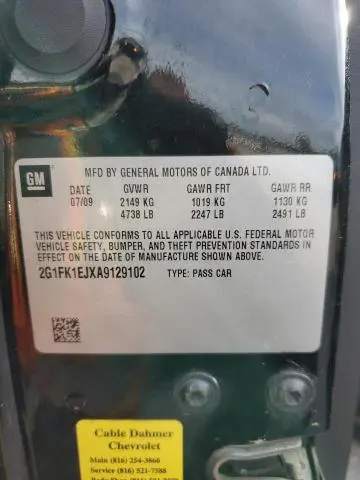 GM
MFD BY GENERAL MOTORS OF CANADA LTD.
DATE GVWR GAWR FRT GAWR RR
07/09 2149 KG 1019 KG 1130 KG
4738 LB 2247 LB 2491 LB
THIS VEHICLE CONFORMS TO ALL APPLICABLE U.S. FEDERAL MOTOR
VEHICLE SAFETY, BUMPER, AND THEFT PREVENTION STANDARDS IN
EFFECT ON THE DATE OF MANUFACTURE SHOWN ABOVE.
2G1FK1EJXA9129102 TYPE: PASS CAR
Cable Dahmer
Chevrolet
Main (816) 254-3860
Service (816) 521-7588
Body Shop (816)